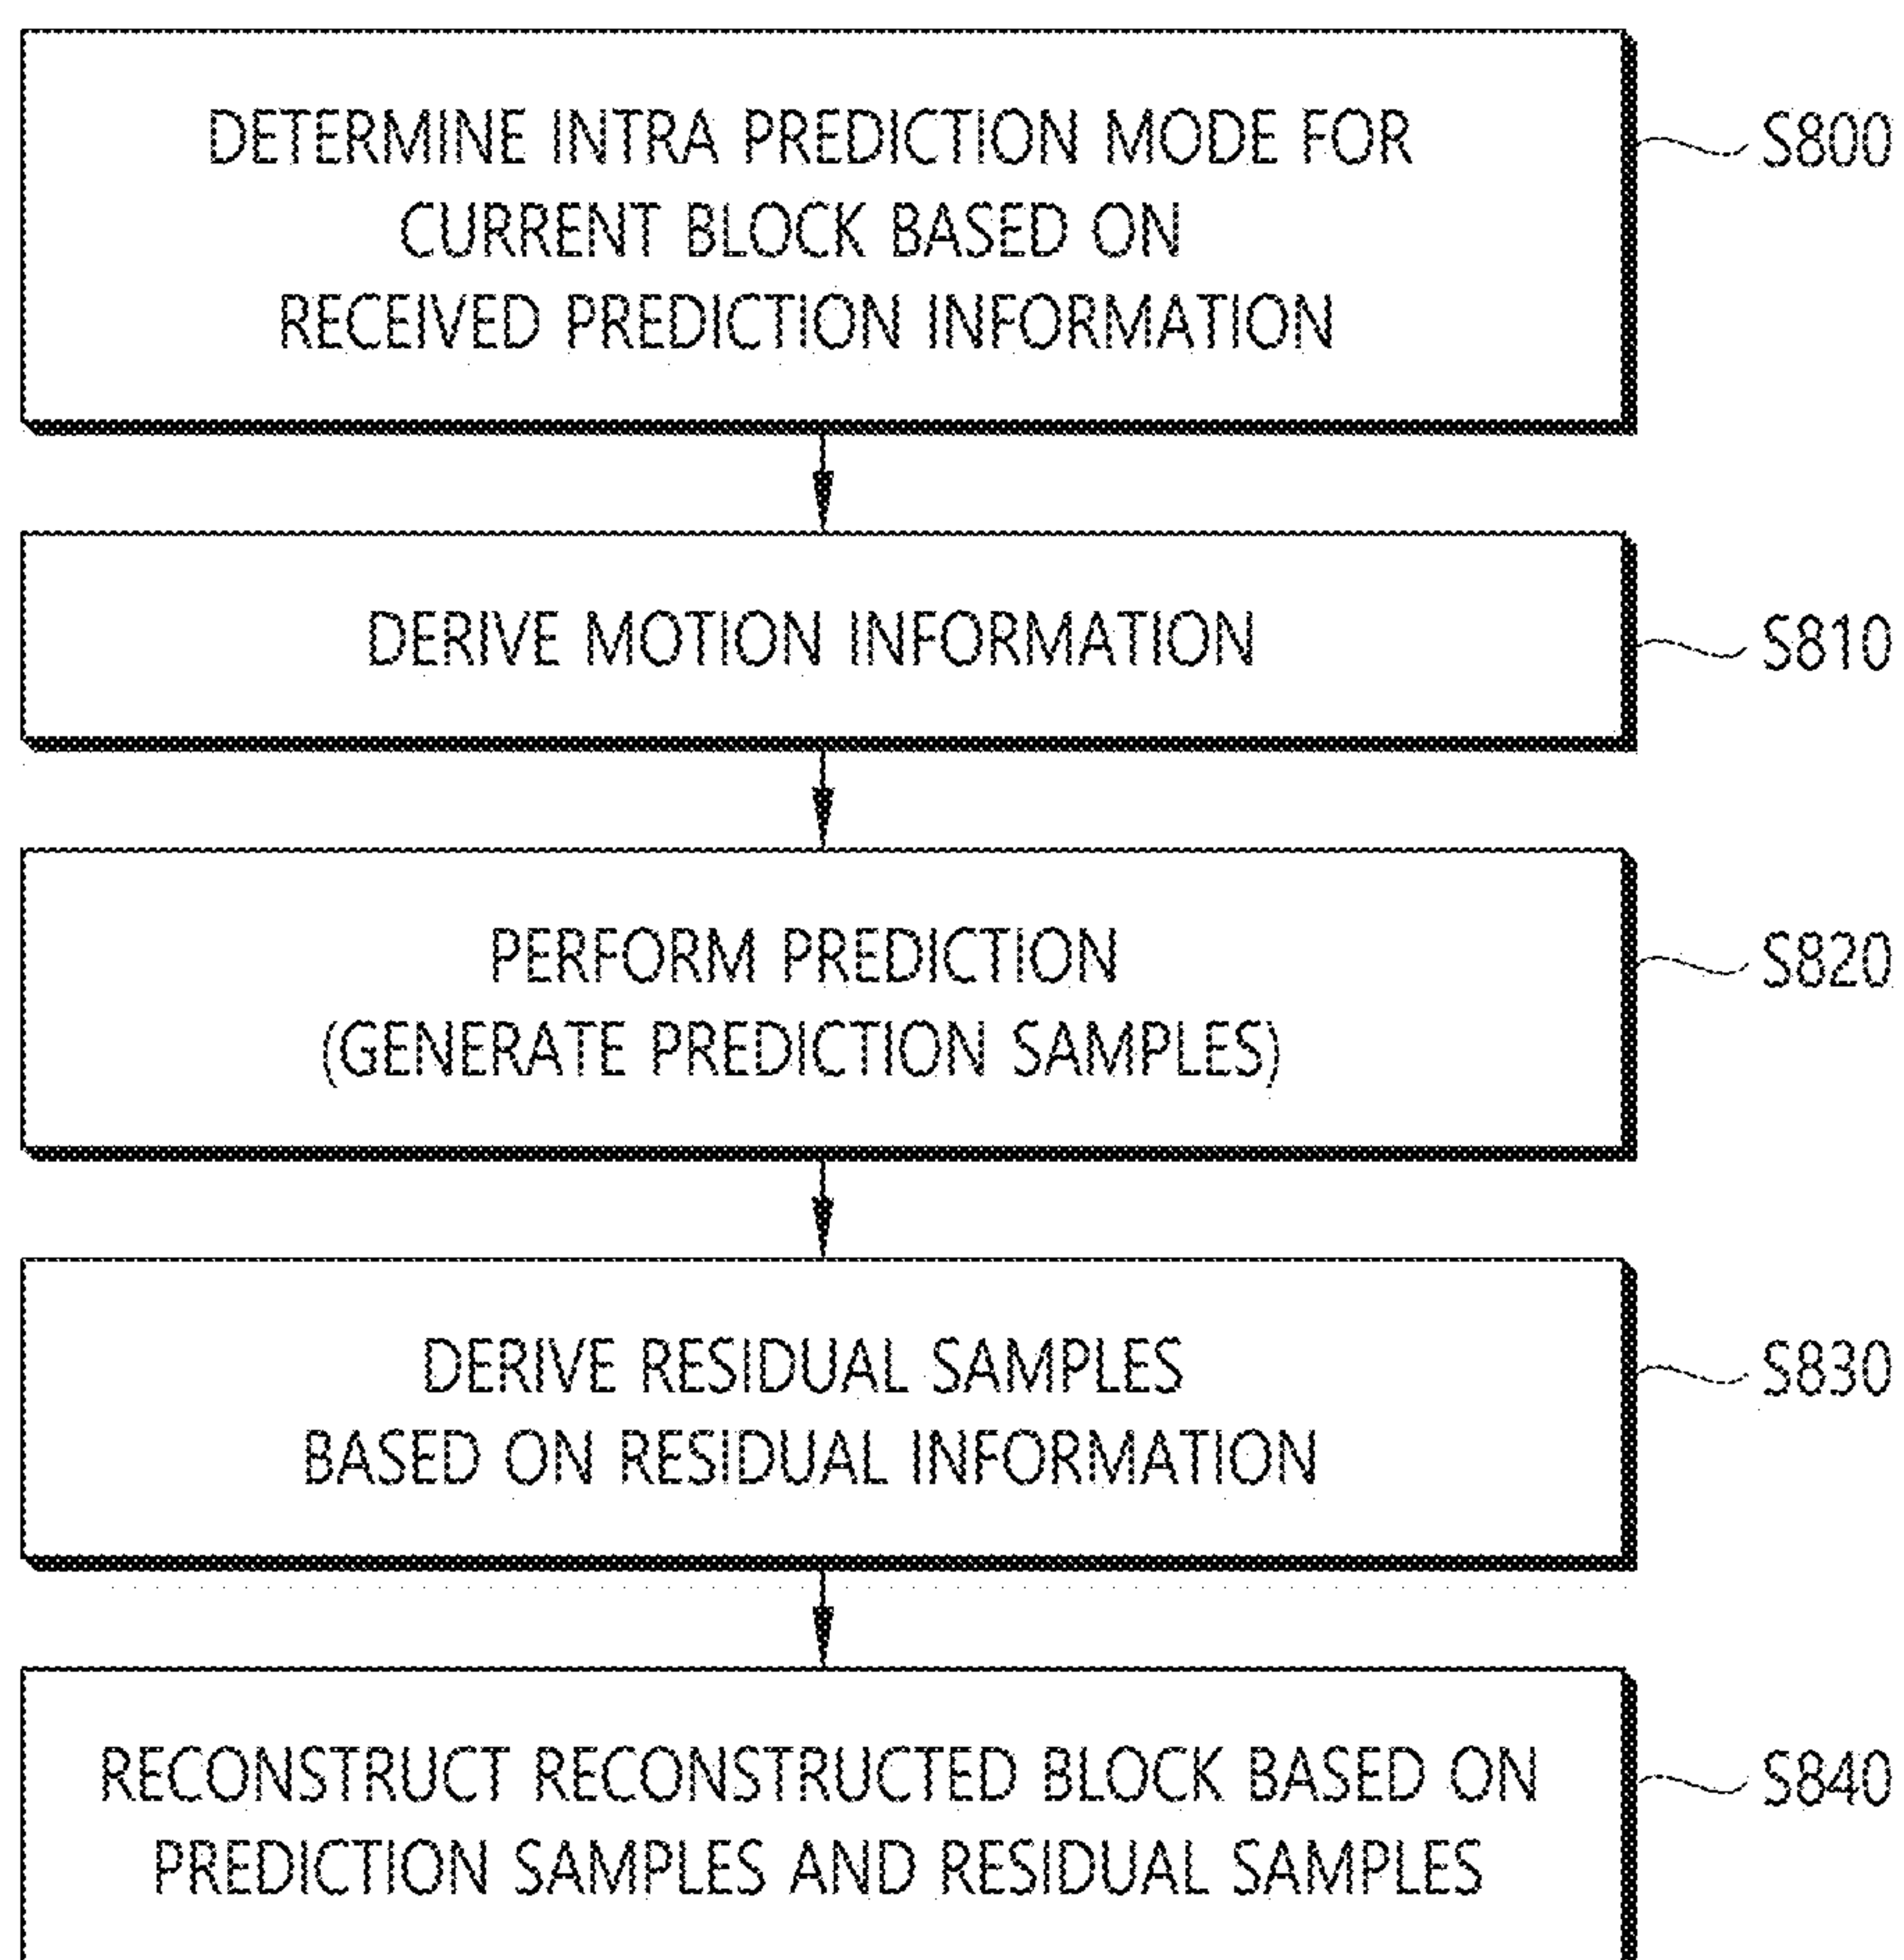 DETERMINE INTRA PREDICTION MODE FOR
CURRENT BLOCK BASED ON
RECEIVED PREDICTION INFORMATION
S800
DERIVE MOTION INFORMATION
S810
PERFORM PREDICTION
(GENERATE PREDICTION SAMPLES)
S820
DERIVE RESIDUAL SAMPLES
BASED ON RESIDUAL INFORMATION
S830
RECONSTRUCT RECONSTRUCTED BLOCK BASED ON
PREDICTION SAMPLES AND RESIDUAL SAMPLES
S840